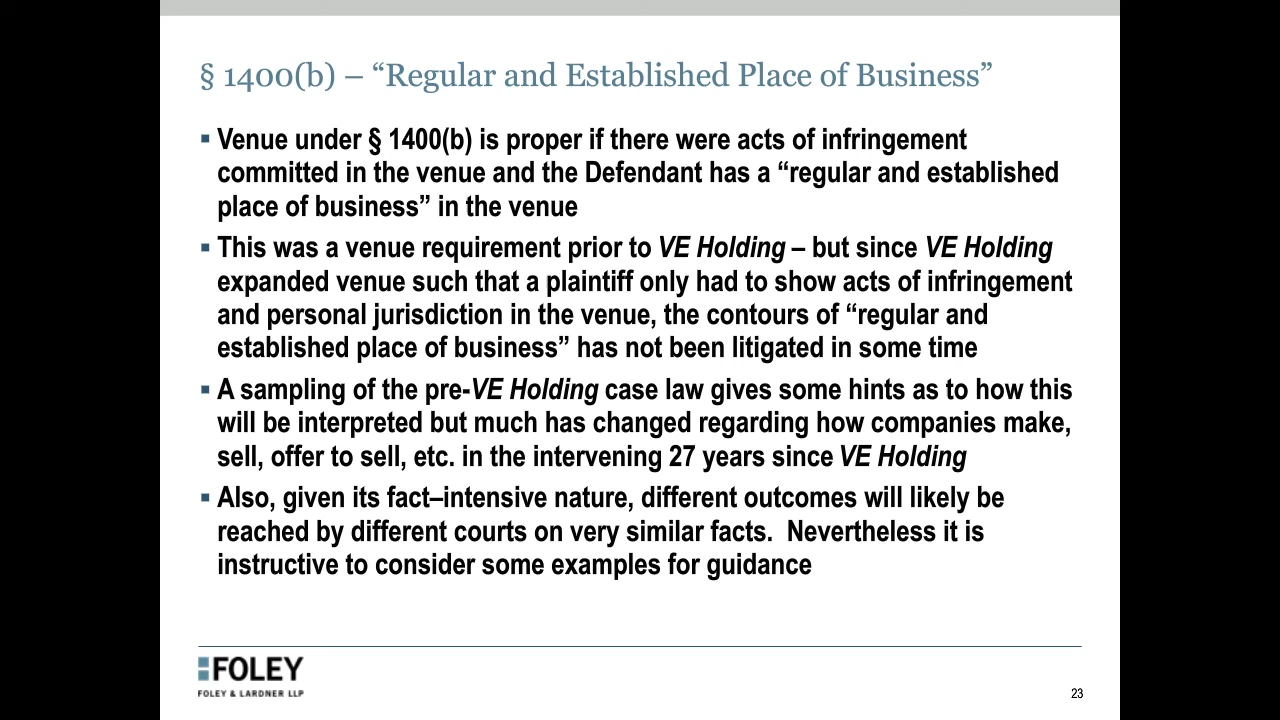 § 1400(b) – “Regular and Established Place of Business”
▪ Venue under § 1400(b) is proper if there were acts of infringement
committed in the venue and the Defendant has a “regular and established
place of business” in the venue
▪ This was a venue requirement prior to VE Holding – but since VE Holding
expanded venue such that a plaintiff only had to show acts of infringement
and personal jurisdiction in the venue, the contours of “regular and
established place of business” has not been litigated in some time
▪ A sampling of the pre-VE Holding case law gives some hints as to how this
will be interpreted but much has changed regarding how companies make,
sell, offer to sell, etc. in the intervening 27 years since VE Holding
▪ Also, given its fact–intensive nature, different outcomes will likely be
reached by different courts on very similar facts.  Nevertheless it is
instructive to consider some examples for guidance
FOLEY
FOLEY & LARDNER LLP
23